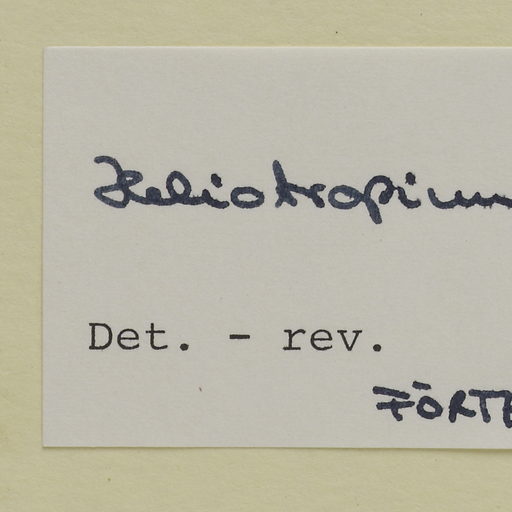 Heliotropium
Det. - rev.